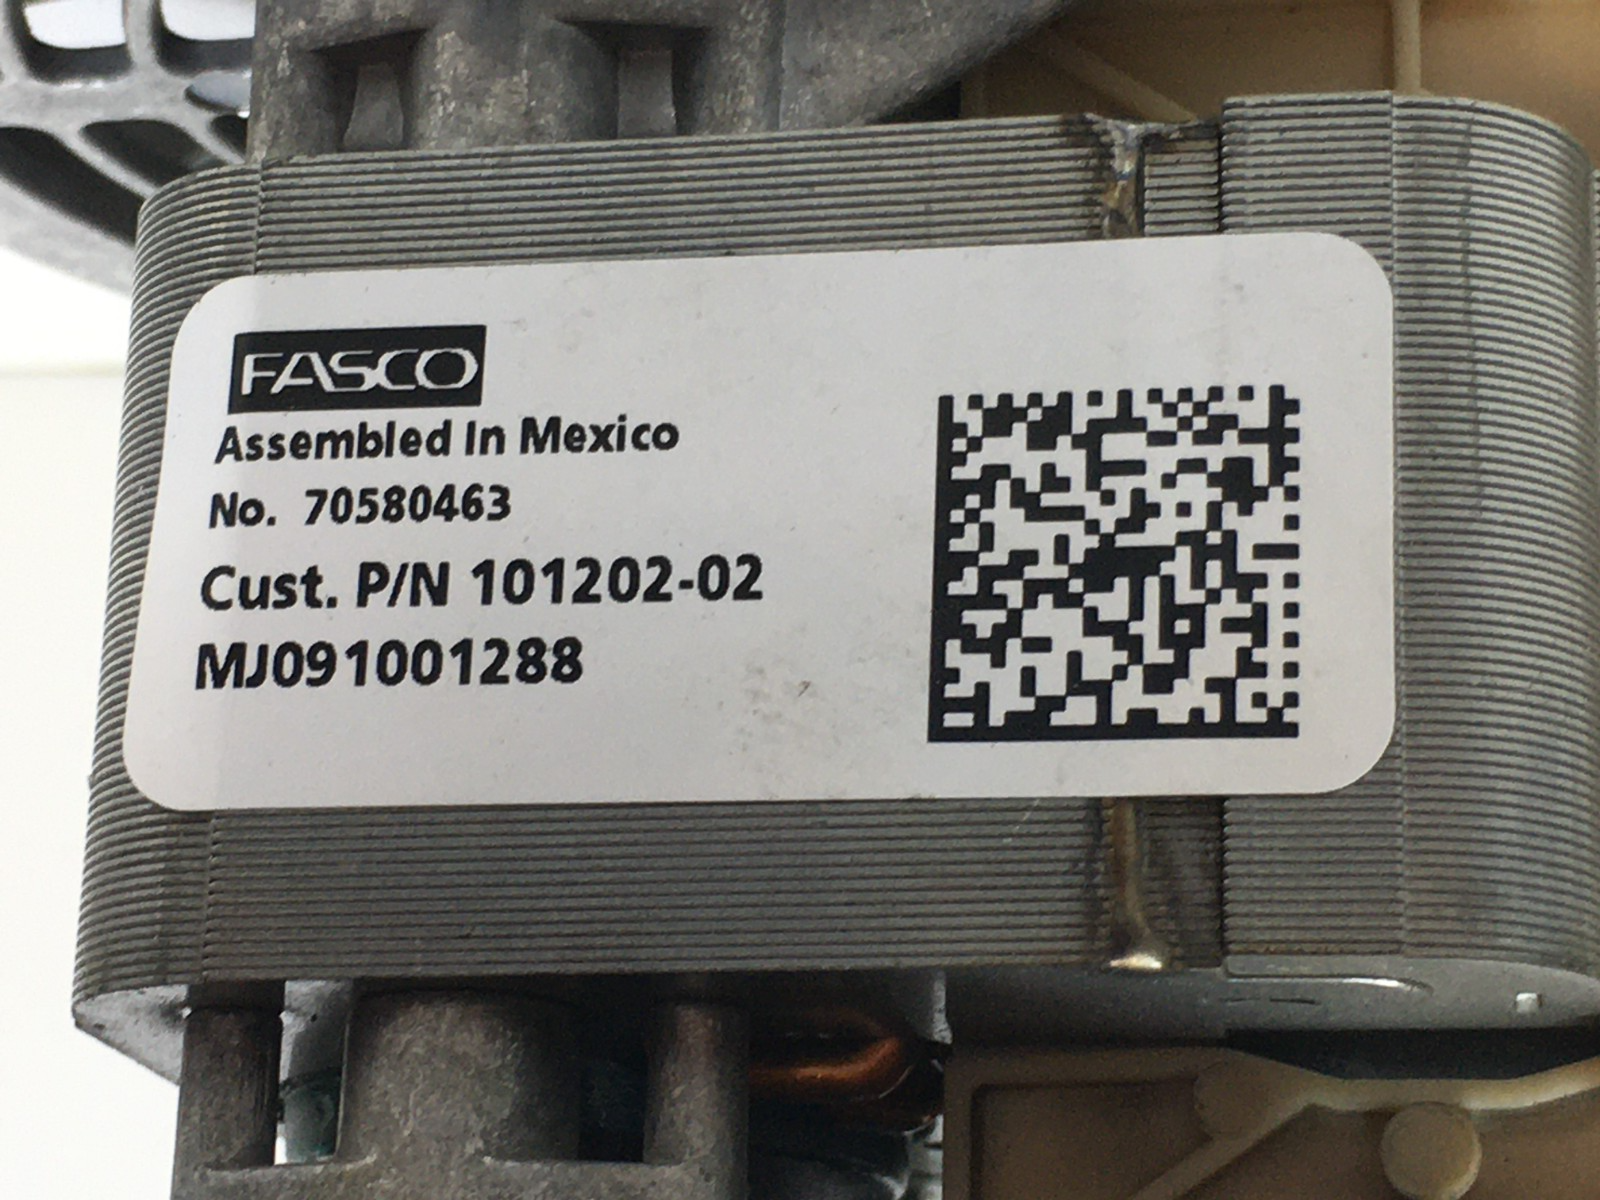 FASCO
Assembled In Mexico
No. 70580463
Cust. P/N 101202-02
MJ091001288